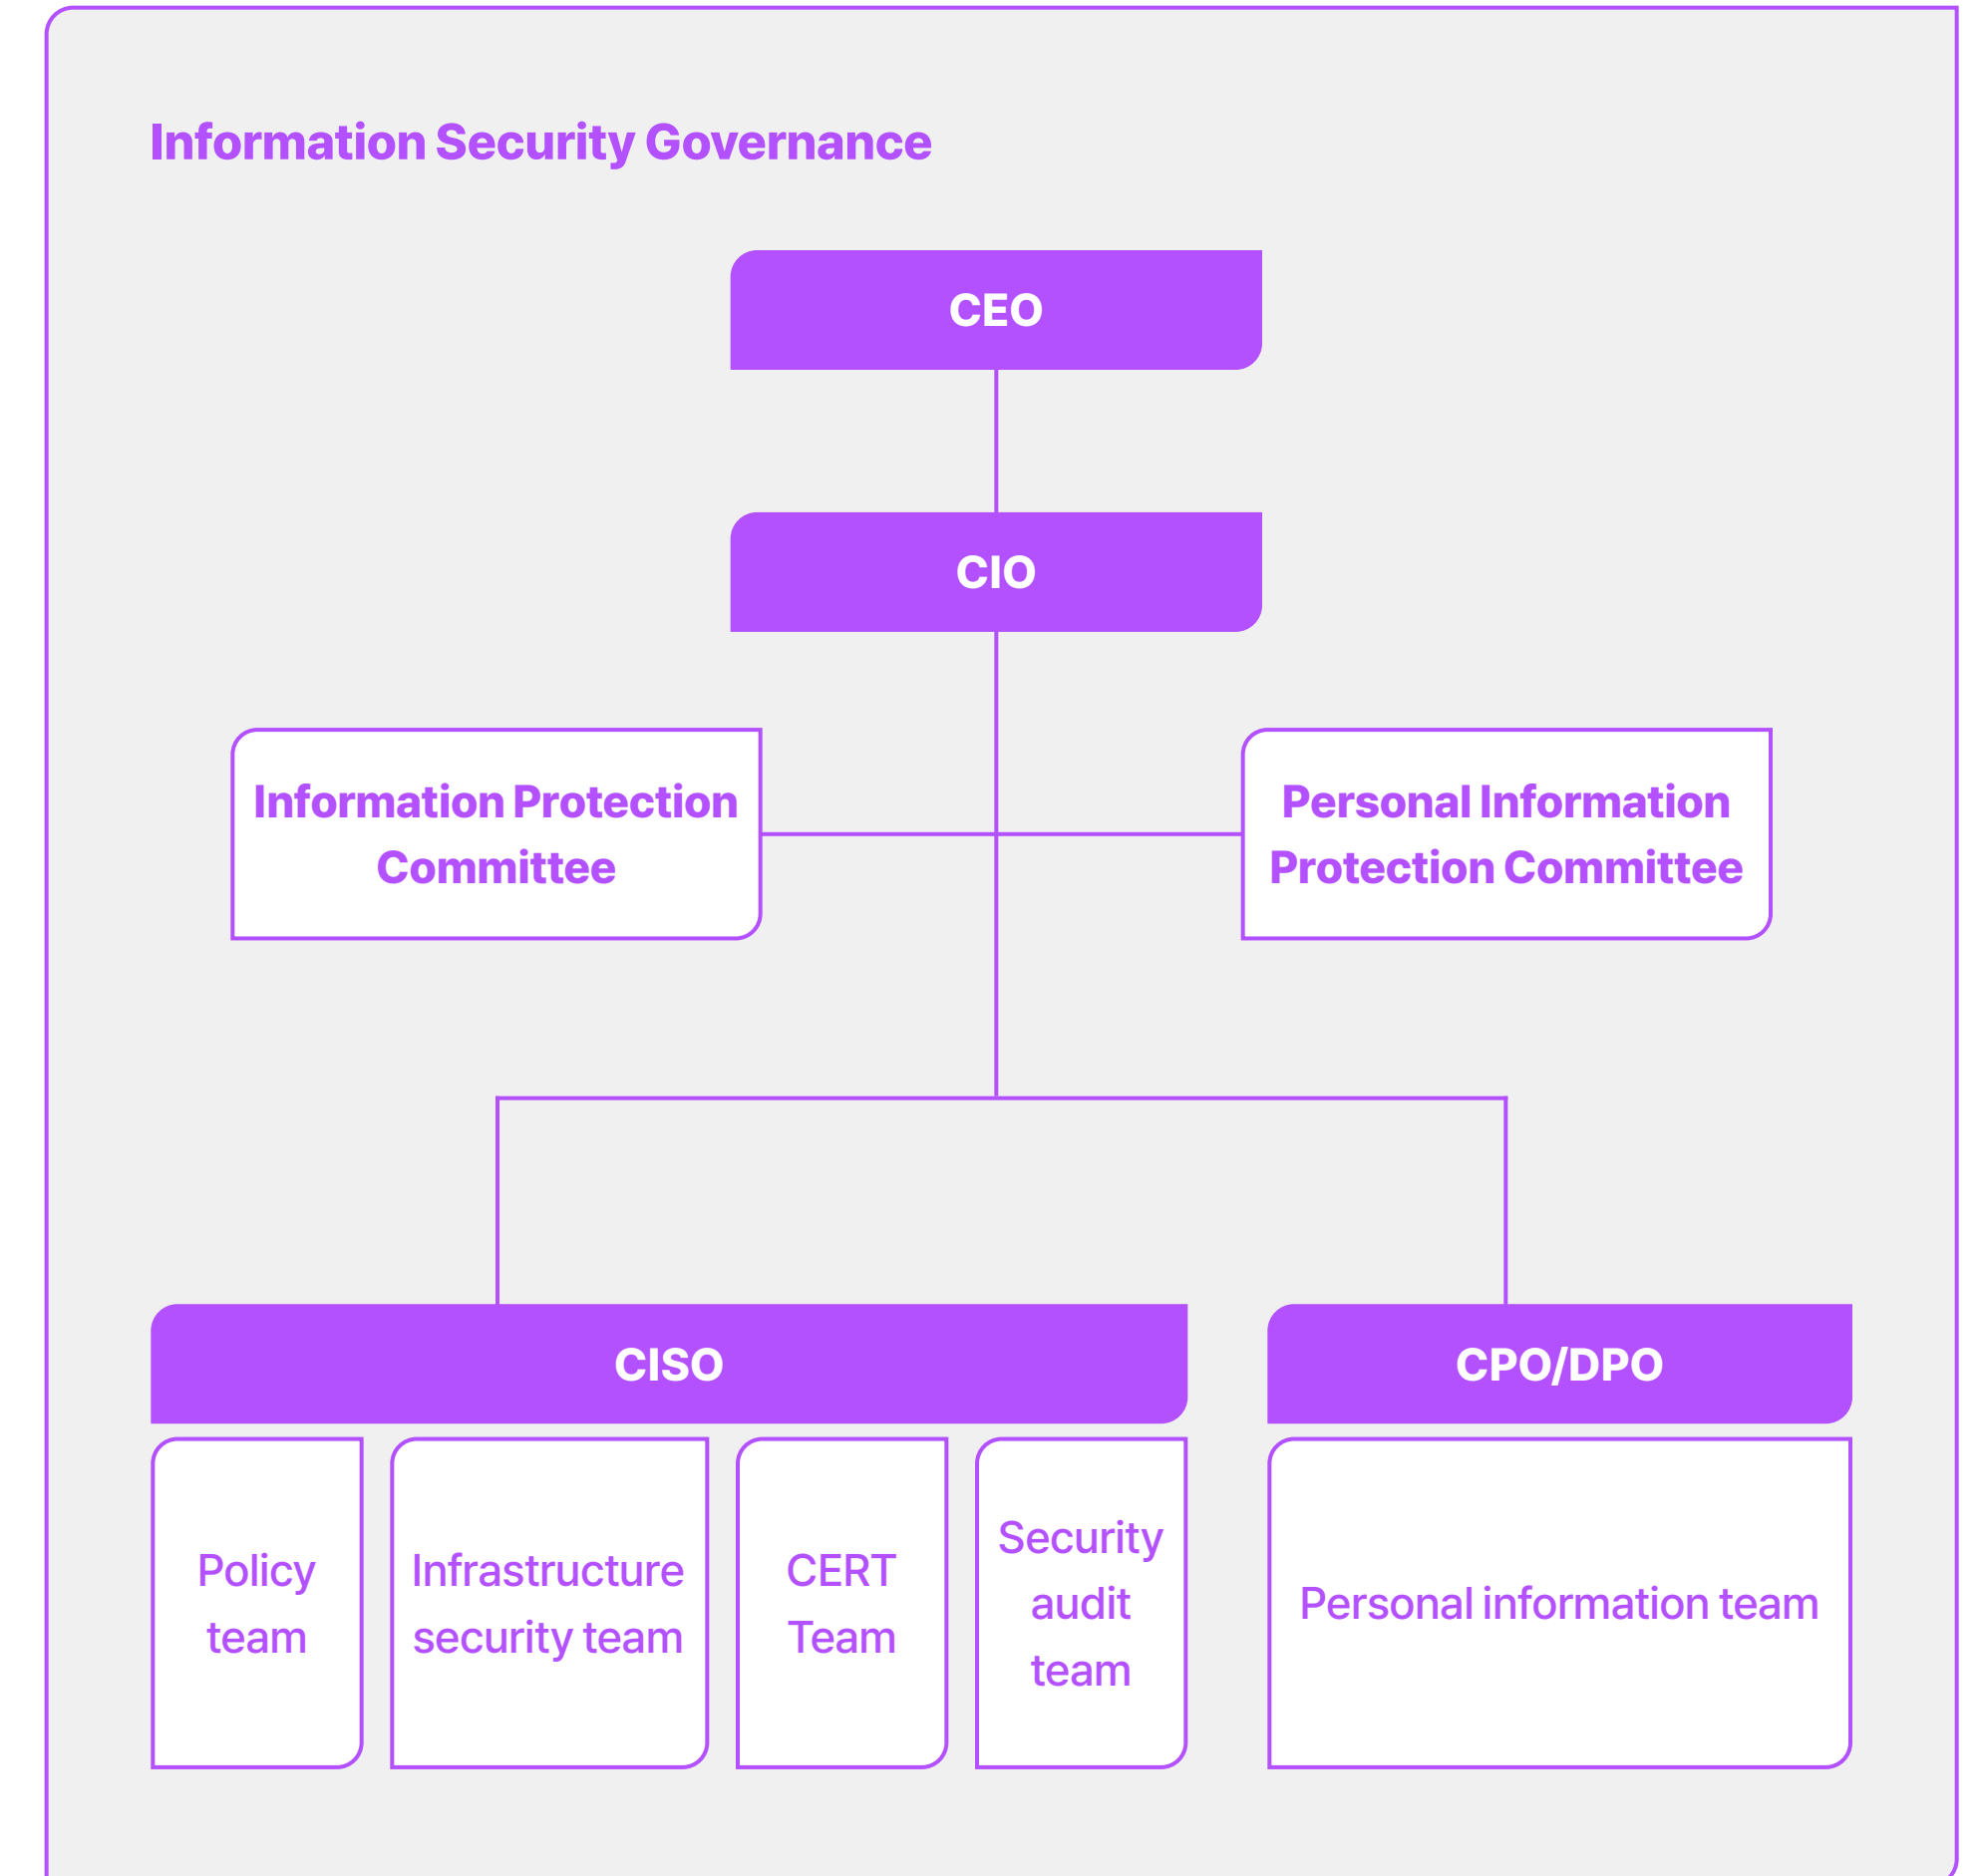 Information Security Governance
CEO
CIO
Information Protection
Committee
Personal Information
Protection Committee
CISO
Policy
team
Infrastructure
security team
CERT
Team
Security
audit
team
CPO/DPO
Personal information team